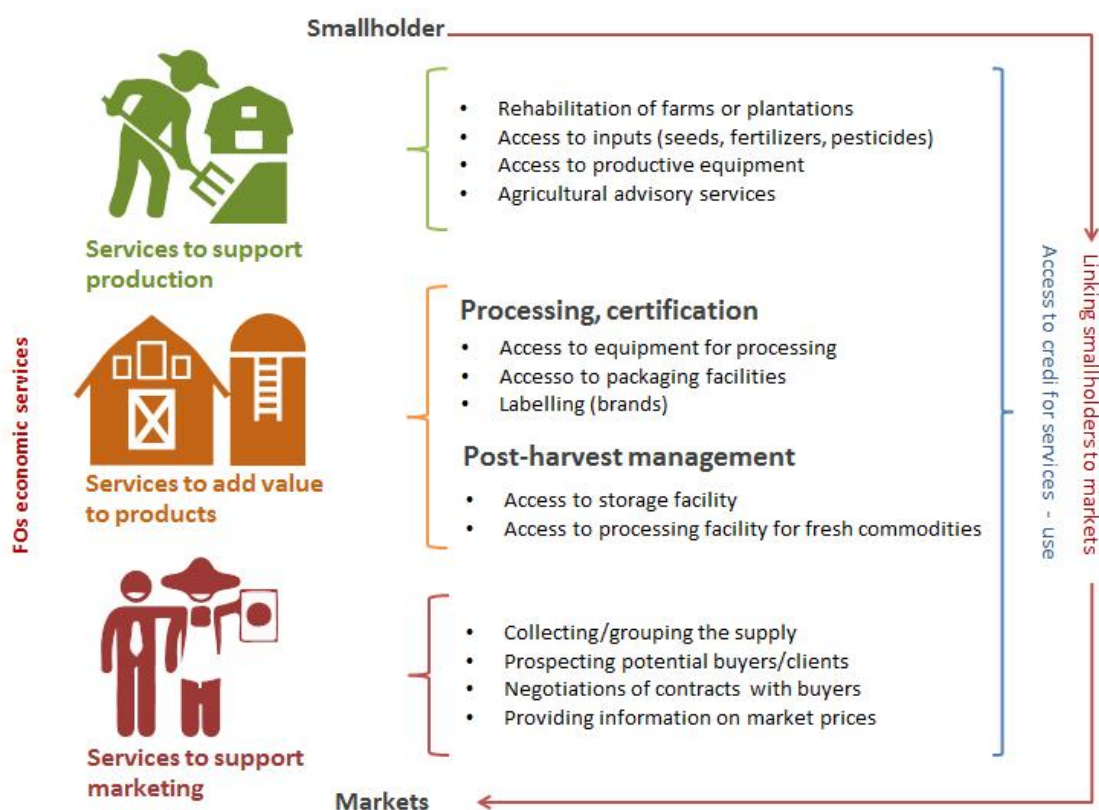 Smallholder
• Rehabilitation of farms or plantations
• Access to inputs (seeds, fertilizers, pesticides)
• Access to productive equipment
• Agricultural advisory services
Services to support
production
Processing, certification
• Access to equipment for processing
• Accesso to packaging facilities
• Labelling (brands)
Post-harvest management
• Access to storage facility
• Access to processing facility for fresh commodities
Services to add value
to products
• Collecting/grouping the supply
• Prospecting potential buyers/clients
• Negotiations of contracts with buyers
• Providing information on market prices
Services to support
marketing
Markets
FOs economic services
Access to credi for services - use
Linking smallholders to markets